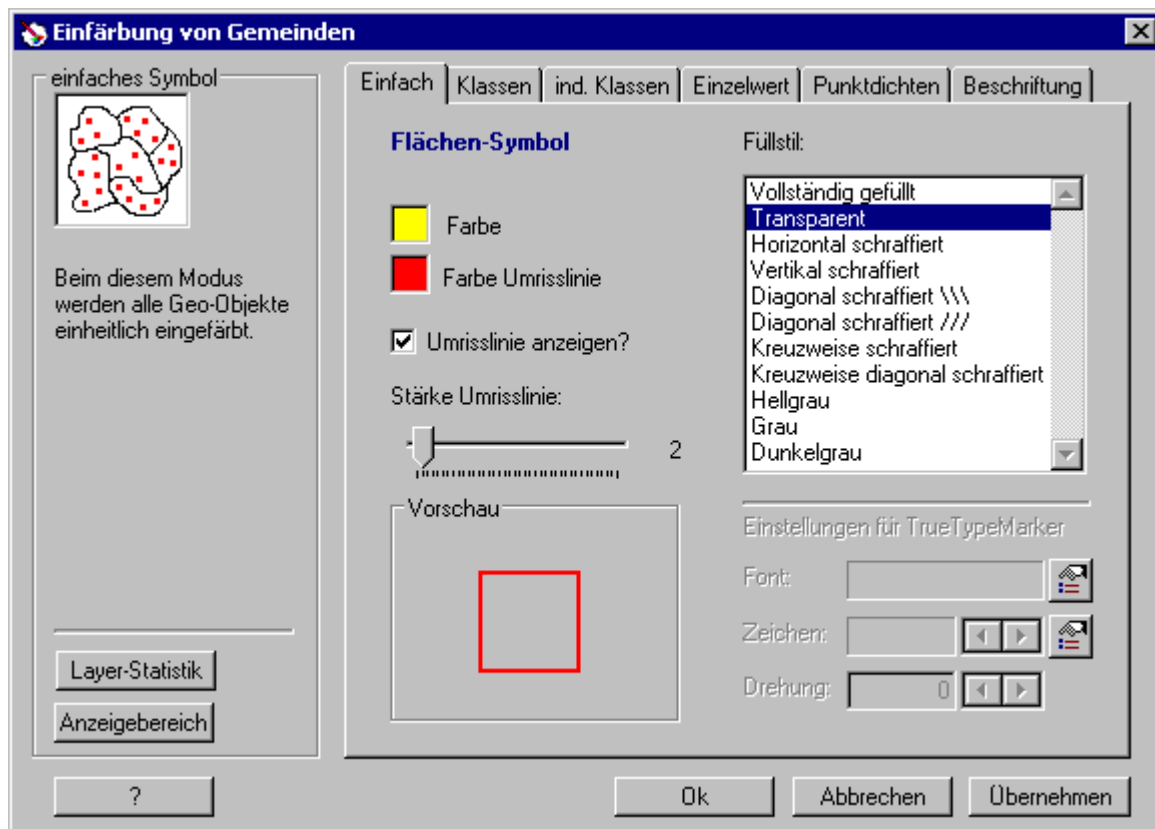 Einfärbung von Gemeinden
einfaches Symbol
Beim diesem Modus
werden alle Geo-Objekte
einheitlich eingefärbt.
Layer-Statistik
Anzeigebereich
?
Einfach
Klassen
ind. Klassen
Einzelwert
Punktdichten
Beschriftung
Flächen-Symbol
Farbe
Farbe Umrisslinie
Umrisslinie anzeigen?
Stärke Umrisslinie:
2
Vorschau
Füllstil:
Vollständig gefüllt
Transparent
Horizontal schraffiert
Vertikal schraffiert
Diagonal schraffiert \\\
Diagonal schraffiert ///
Kreuzweise schraffiert
Kreuzweise diagonal schraffiert
Hellgrau
Grau
Dunkelgrau
Einstellungen für TrueTypeMarker
Font:
Zeichen:
Drehung:
0
Ok
Abbrechen
Übernehmen